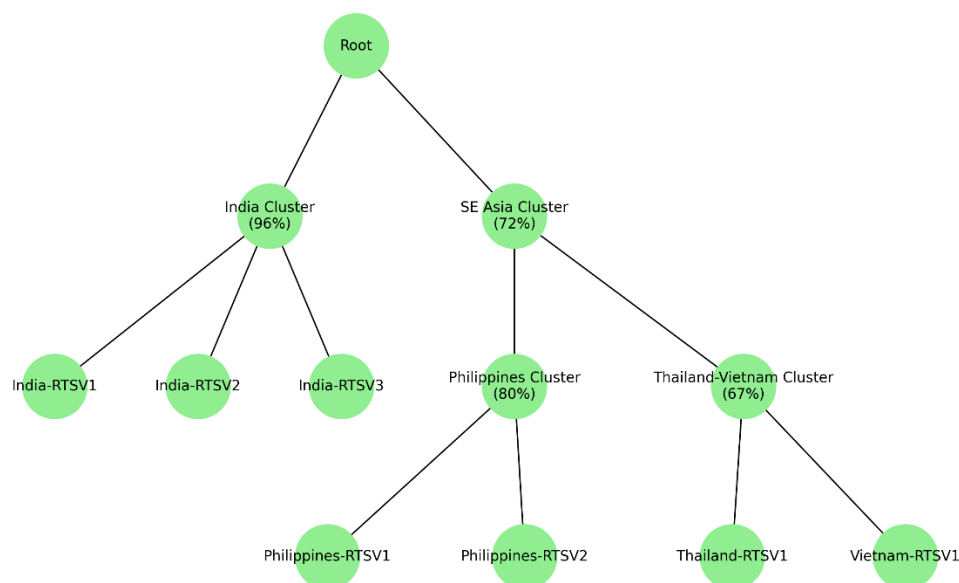 Root
India Cluster
(96%)
SE Asia Cluster
(72%)
India-RTSV1
India-RTSV2
India-RTSV3
Philippines Cluster
(80%)
Thailand-Vietnam Cluster
(67%)
Philippines-RTSV1
Philippines-RTSV2
Thailand-RTSV1
Vietnam-RTSV1